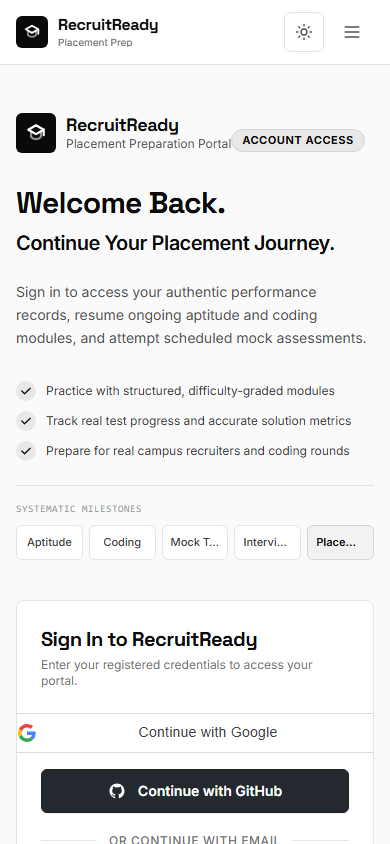 RecruitReady
Placement Prep
RecruitReady
Placement Preparation Portal
ACCOUNT ACCESS
Welcome Back.
Continue Your Placement Journey.
Sign in to access your authentic performance
records, resume ongoing aptitude and coding
modules, and attempt scheduled mock assessments.
Practice with structured, difficulty-graded modules
Track real test progress and accurate solution metrics
Prepare for real campus recruiters and coding rounds
SYSTEMATIC MILESTONES
Aptitude Coding Mock T... Intervi... Place...
Sign In to RecruitReady
Enter your registered credentials to access your
portal.
Continue with Google
Continue with GitHub
OR CONTINUE WITH EMAIL